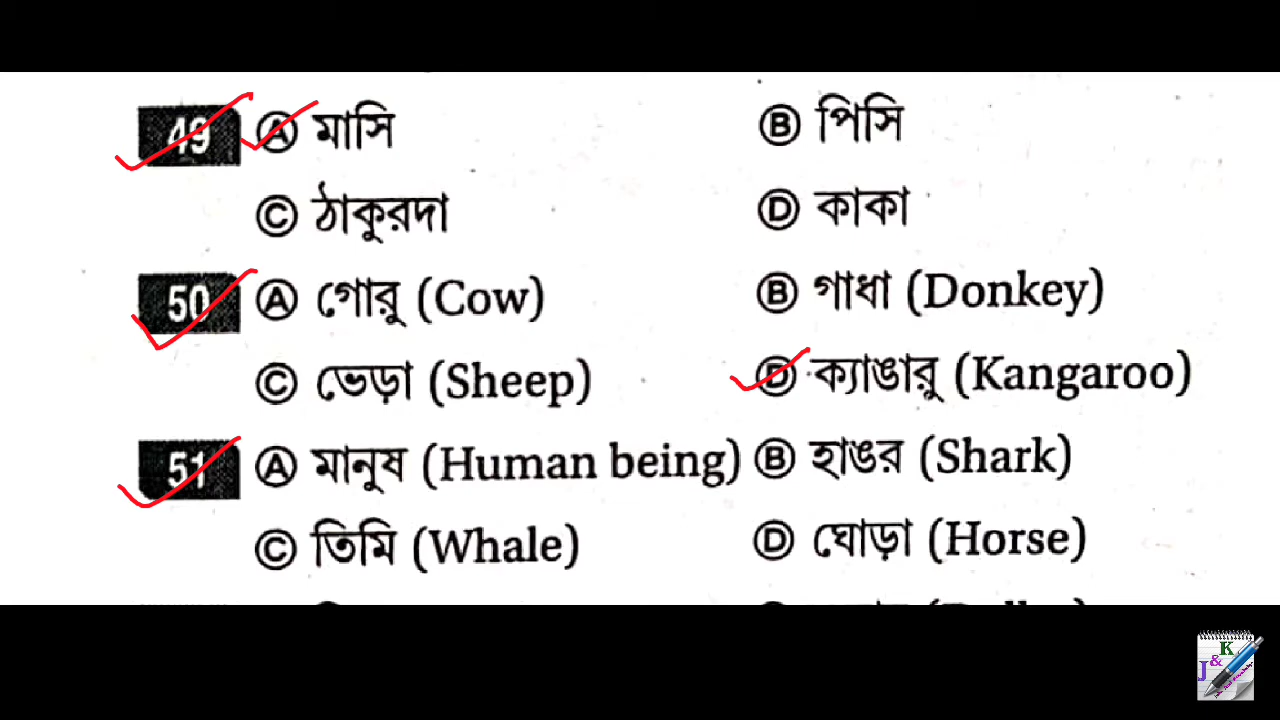 49 Ⓐ মাসি Ⓑ পিসি
Ⓒ ঠাকুরদা Ⓓ কাকা
50 Ⓐ গোরু (Cow) Ⓑ গাধা (Donkey)
Ⓒ ভেড়া (Sheep) Ⓓ ক্যাঙারু (Kangaroo)
51 Ⓐ মানুষ (Human being) Ⓑ হাঙর (Shark)
Ⓒ তিমি (Whale) Ⓓ ঘোড়া (Horse)
J & K